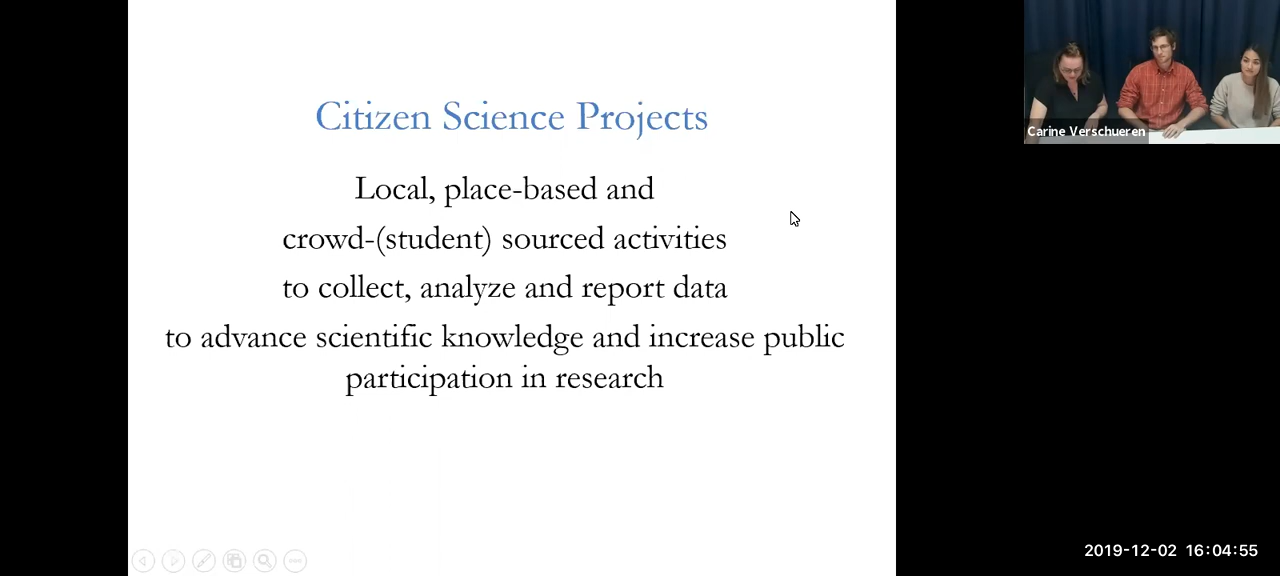 Citizen Science Projects
Local, place-based and
crowd-(student) sourced activities
to collect, analyze and report data
to advance scientific knowledge and increase public
participation in research
Carine Verschueren
2019-12-02 16:04:55